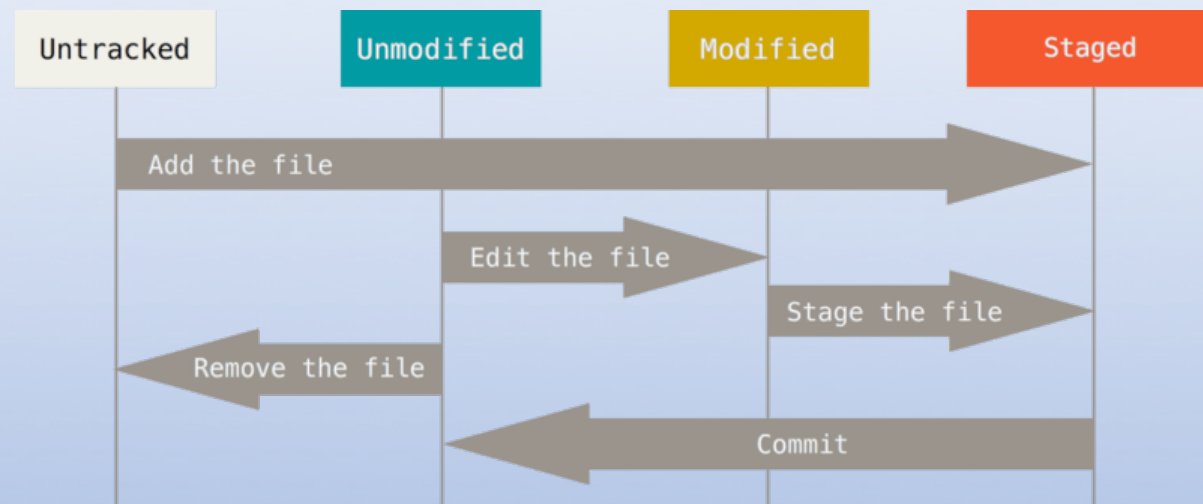 Untracked
Unmodified
Modified
Staged
Add the file
Edit the file
Stage the file
Remove the file
Commit